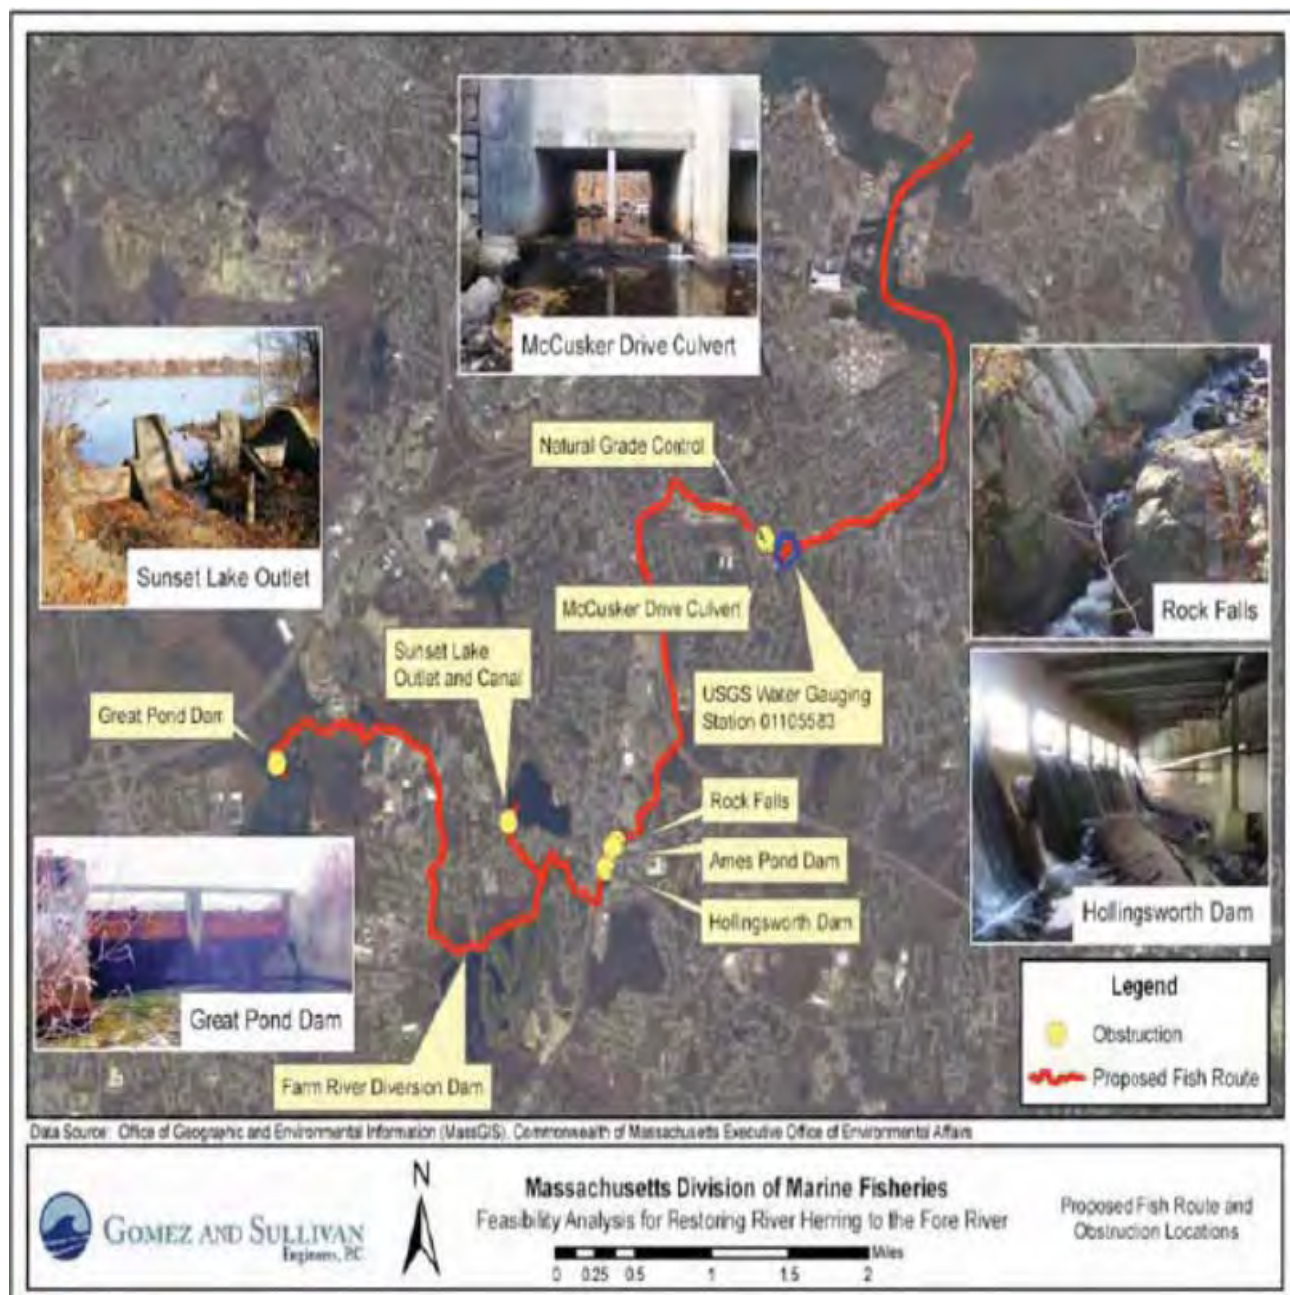 McCusker Drive Culvert
Sunset Lake Outlet
Natural Grade Control
Rock Falls
McCusker Drive Culvert
Sunset Lake
Outlet and Canal
USGS Water Gauging
Station 01105583
Great Pond Dam
Rock Falls
Ames Pond Dam
Hollingsworth Dam
Hollingsworth Dam
Great Pond Dam
Farm River Diversion Dam
Legend
Obstruction
Proposed Fish Route
Data Source: Office of Geographic and Environmental Information (MassGIS), Commonwealth of Massachusetts Executive Office of Environmental Affairs
GOMEZ AND SULLIVAN
Engineers, P.C.
N
Massachusetts Division of Marine Fisheries
Feasibility Analysis for Restoring River Herring to the Fore River
Miles
0 0.25 0.5 1 1.5 2
Proposed Fish Route and
Obstruction Locations